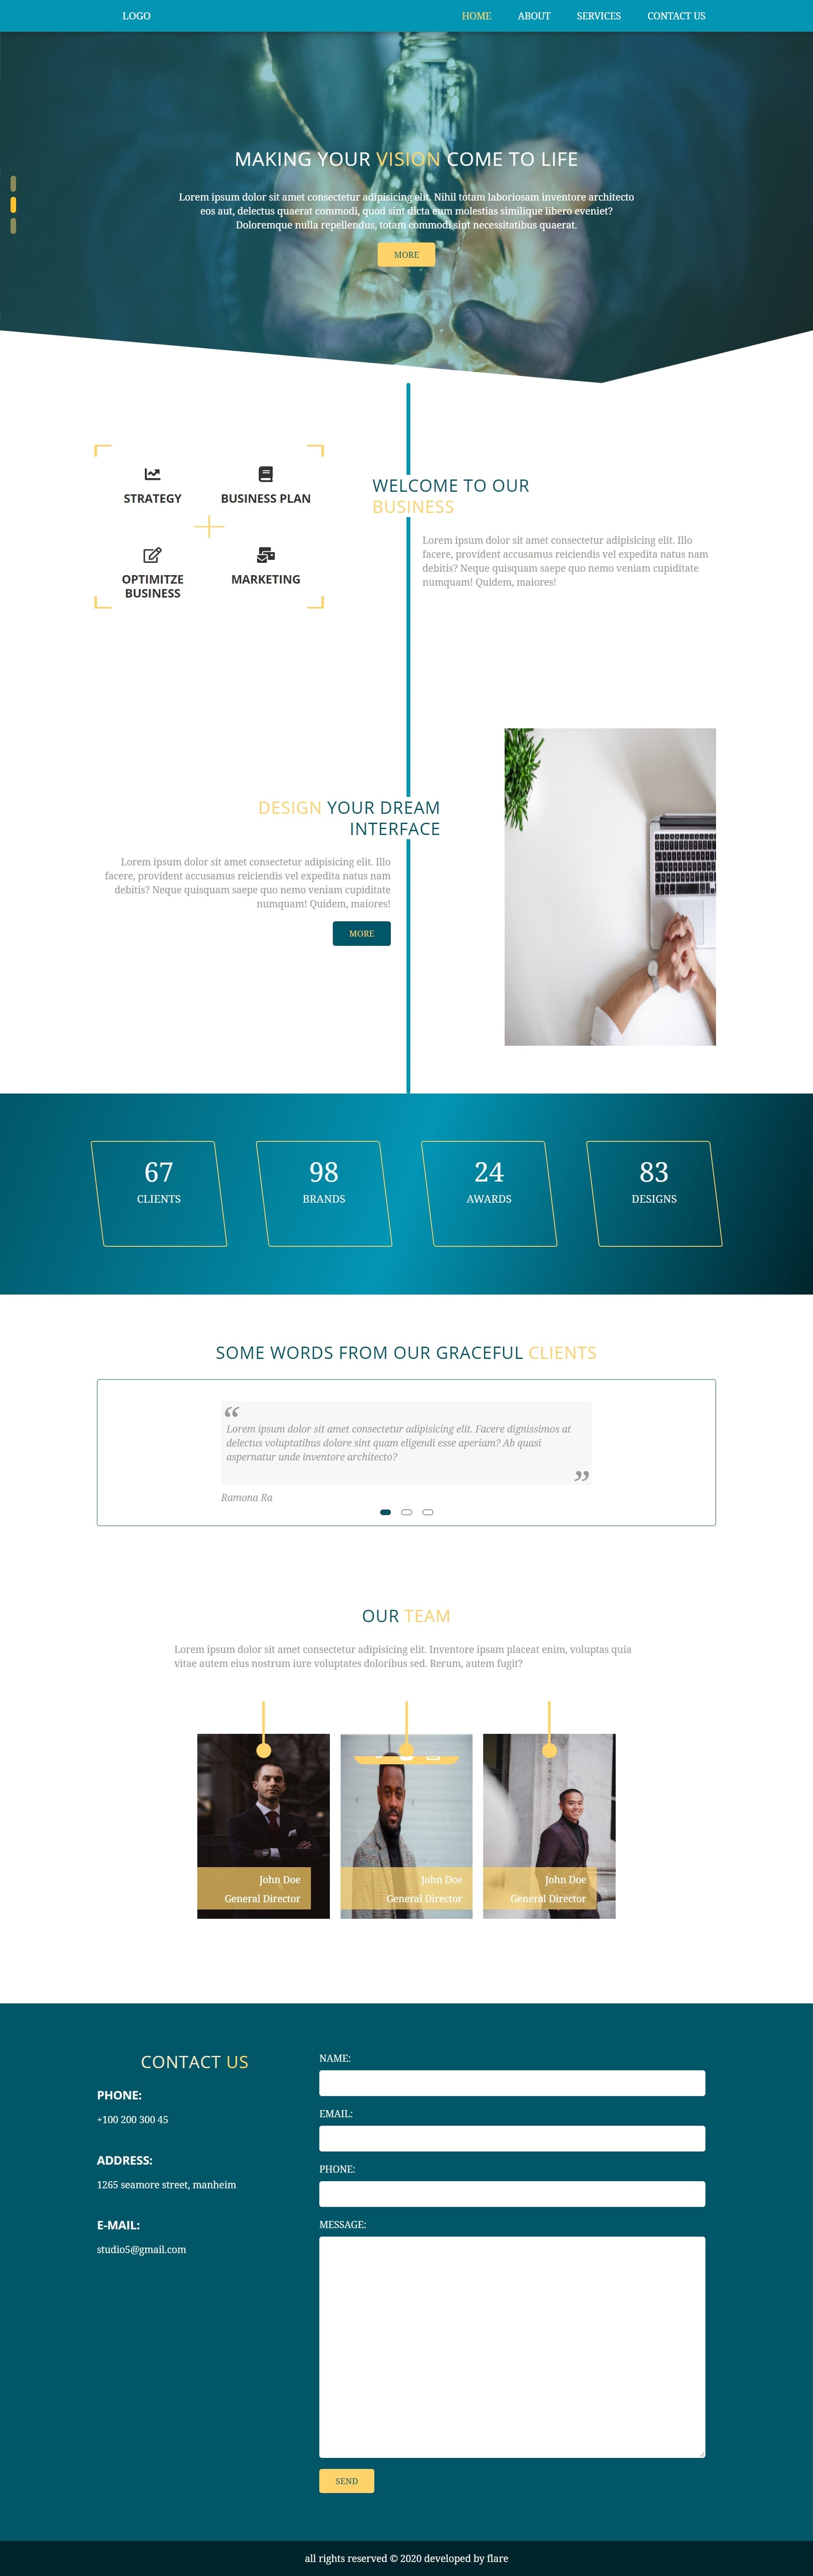 LOGO
HOME ABOUT SERVICES CONTACT US
MAKING YOUR VISION COME TO LIFE
Lorem ipsum dolor sit amet consectetur adipisicing elit. Nihil totam laboriosam inventore architecto
eos aut, delectus quaerat commodi, quod sint dicta eum molestias similique libero eveniet?
Doloremque nulla repellendus, totam commodi sint necessitatibus quaerat.
MORE
STRATEGY
BUSINESS PLAN
OPTIMITZE
BUSINESS
MARKETING
WELCOME TO OUR
BUSINESS
Lorem ipsum dolor sit amet consectetur adipisicing elit. Illo
facere, provident accusamus reiciendis vel expedita natus nam
debitis? Neque quisquam saepe quo nemo veniam cupiditate
numquam! Quidem, maiores!
DESIGN YOUR DREAM
INTERFACE
Lorem ipsum dolor sit amet consectetur adipisicing elit. Illo
facere, provident accusamus reiciendis vel expedita natus nam
debitis? Neque quisquam saepe quo nemo veniam cupiditate
numquam! Quidem, maiores!
MORE
67
CLIENTS
98
BRANDS
24
AWARDS
83
DESIGNS
SOME WORDS FROM OUR GRACEFUL CLIENTS
“
Lorem ipsum dolor sit amet consectetur adipisicing elit. Facere dignissimos at
delectus voluptatibus dolore sint quam eligendi esse aperiam? Ab quasi
aspernatur unde inventore architecto?
”
Ramona Ra
OUR TEAM
Lorem ipsum dolor sit amet consectetur adipisicing elit. Inventore ipsam placeat enim, voluptas quia
vitae autem eius nostrum iure voluptates doloribus sed. Rerum, autem fugit?
John Doe
General Director
John Doe
General Director
John Doe
General Director
CONTACT US
PHONE:
+100 200 300 45
ADDRESS:
1265 seamore street, manheim
E-MAIL:
studio5@gmail.com
NAME:
EMAIL:
PHONE:
MESSAGE:
SEND
all rights reserved © 2020 developed by flare